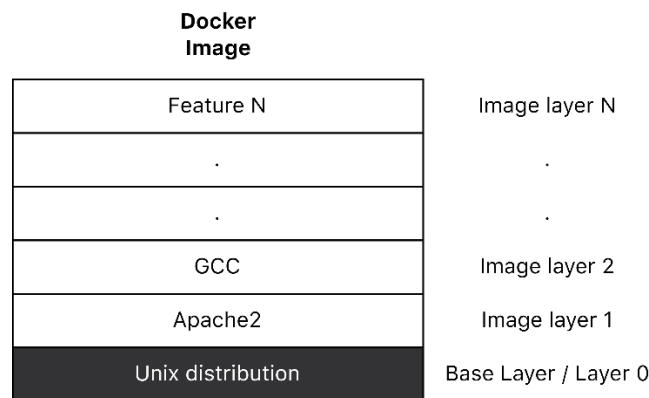 Docker
Image
Feature N Image layer N
. .
. .
GCC Image layer 2
Apache2 Image layer 1
Unix distribution Base Layer / Layer 0